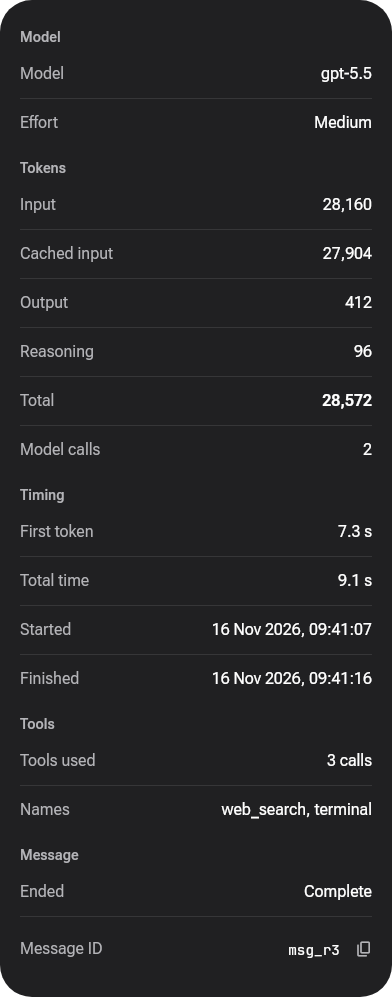 Model
Model gpt-5.5
Effort Medium
Tokens
Input 28,160
Cached input 27,904
Output 412
Reasoning 96
Total 28,572
Model calls 2
Timing
First token 7.3 s
Total time 9.1 s
Started 16 Nov 2026, 09:41:07
Finished 16 Nov 2026, 09:41:16
Tools
Tools used 3 calls
Names web_search, terminal
Message
Ended Complete
Message ID msg_r3